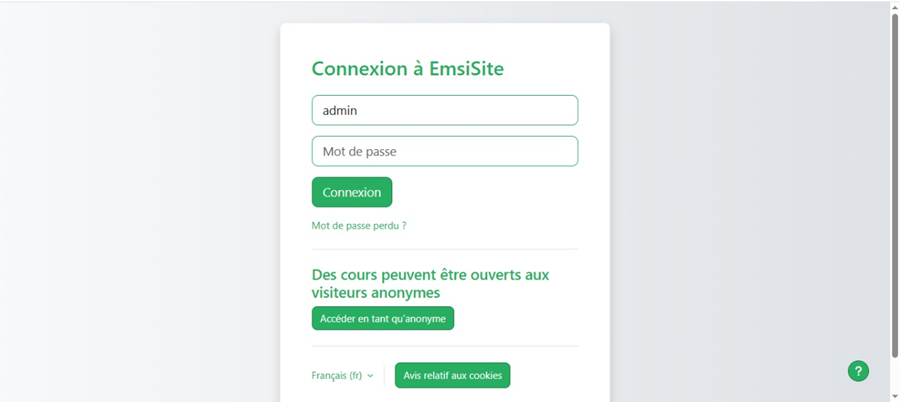 Connexion à EmsiSite
admin
Mot de passe
Connexion
Mot de passe perdu ?
Des cours peuvent être ouverts aux
visiteurs anonymes
Accéder en tant qu'anonyme
Français (fr)
Avis relatif aux cookies
?